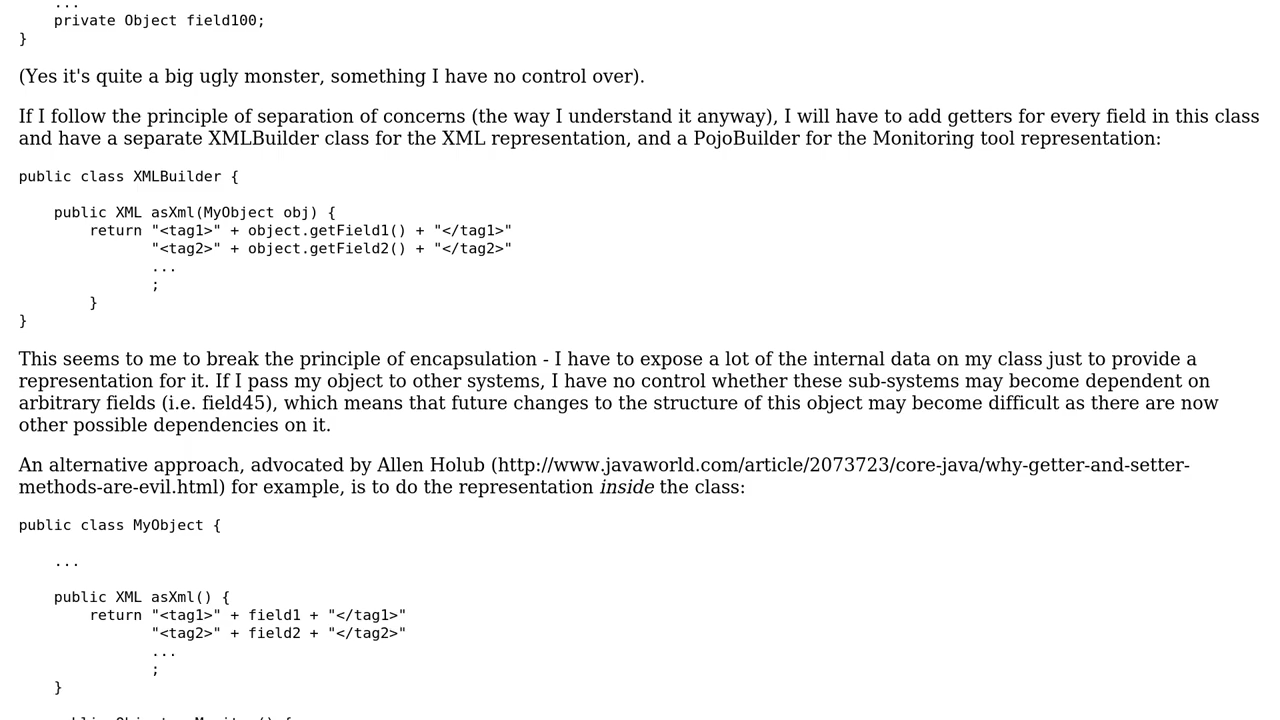 ...
    private Object field100;
}
(Yes it's quite a big ugly monster, something I have no control over).
If I follow the principle of separation of concerns (the way I understand it anyway), I will have to add getters for every field in this class
and have a separate XMLBuilder class for the XML representation, and a PojoBuilder for the Monitoring tool representation:
public class XMLBuilder {
    public XML asXml(MyObject obj) {
        return "<tag1>" + object.getField1() + "</tag1>"
               "<tag2>" + object.getField2() + "</tag2>"
               ...
               ;
        }
}
This seems to me to break the principle of encapsulation - I have to expose a lot of the internal data on my class just to provide a
representation for it. If I pass my object to other systems, I have no control whether these sub-systems may become dependent on
arbitrary fields (i.e. field45), which means that future changes to the structure of this object may become difficult as there are now
other possible dependencies on it.
An alternative approach, advocated by Allen Holub (http://www.javaworld.com/article/2073723/core-java/why-getter-and-setter-
methods-are-evil.html) for example, is to do the representation inside the class:
public class MyObject {
    ...
    public XML asXml() {
        return "<tag1>" + field1 + "</tag1>"
               "<tag2>" + field2 + "</tag2>"
               ...
               ;
    }